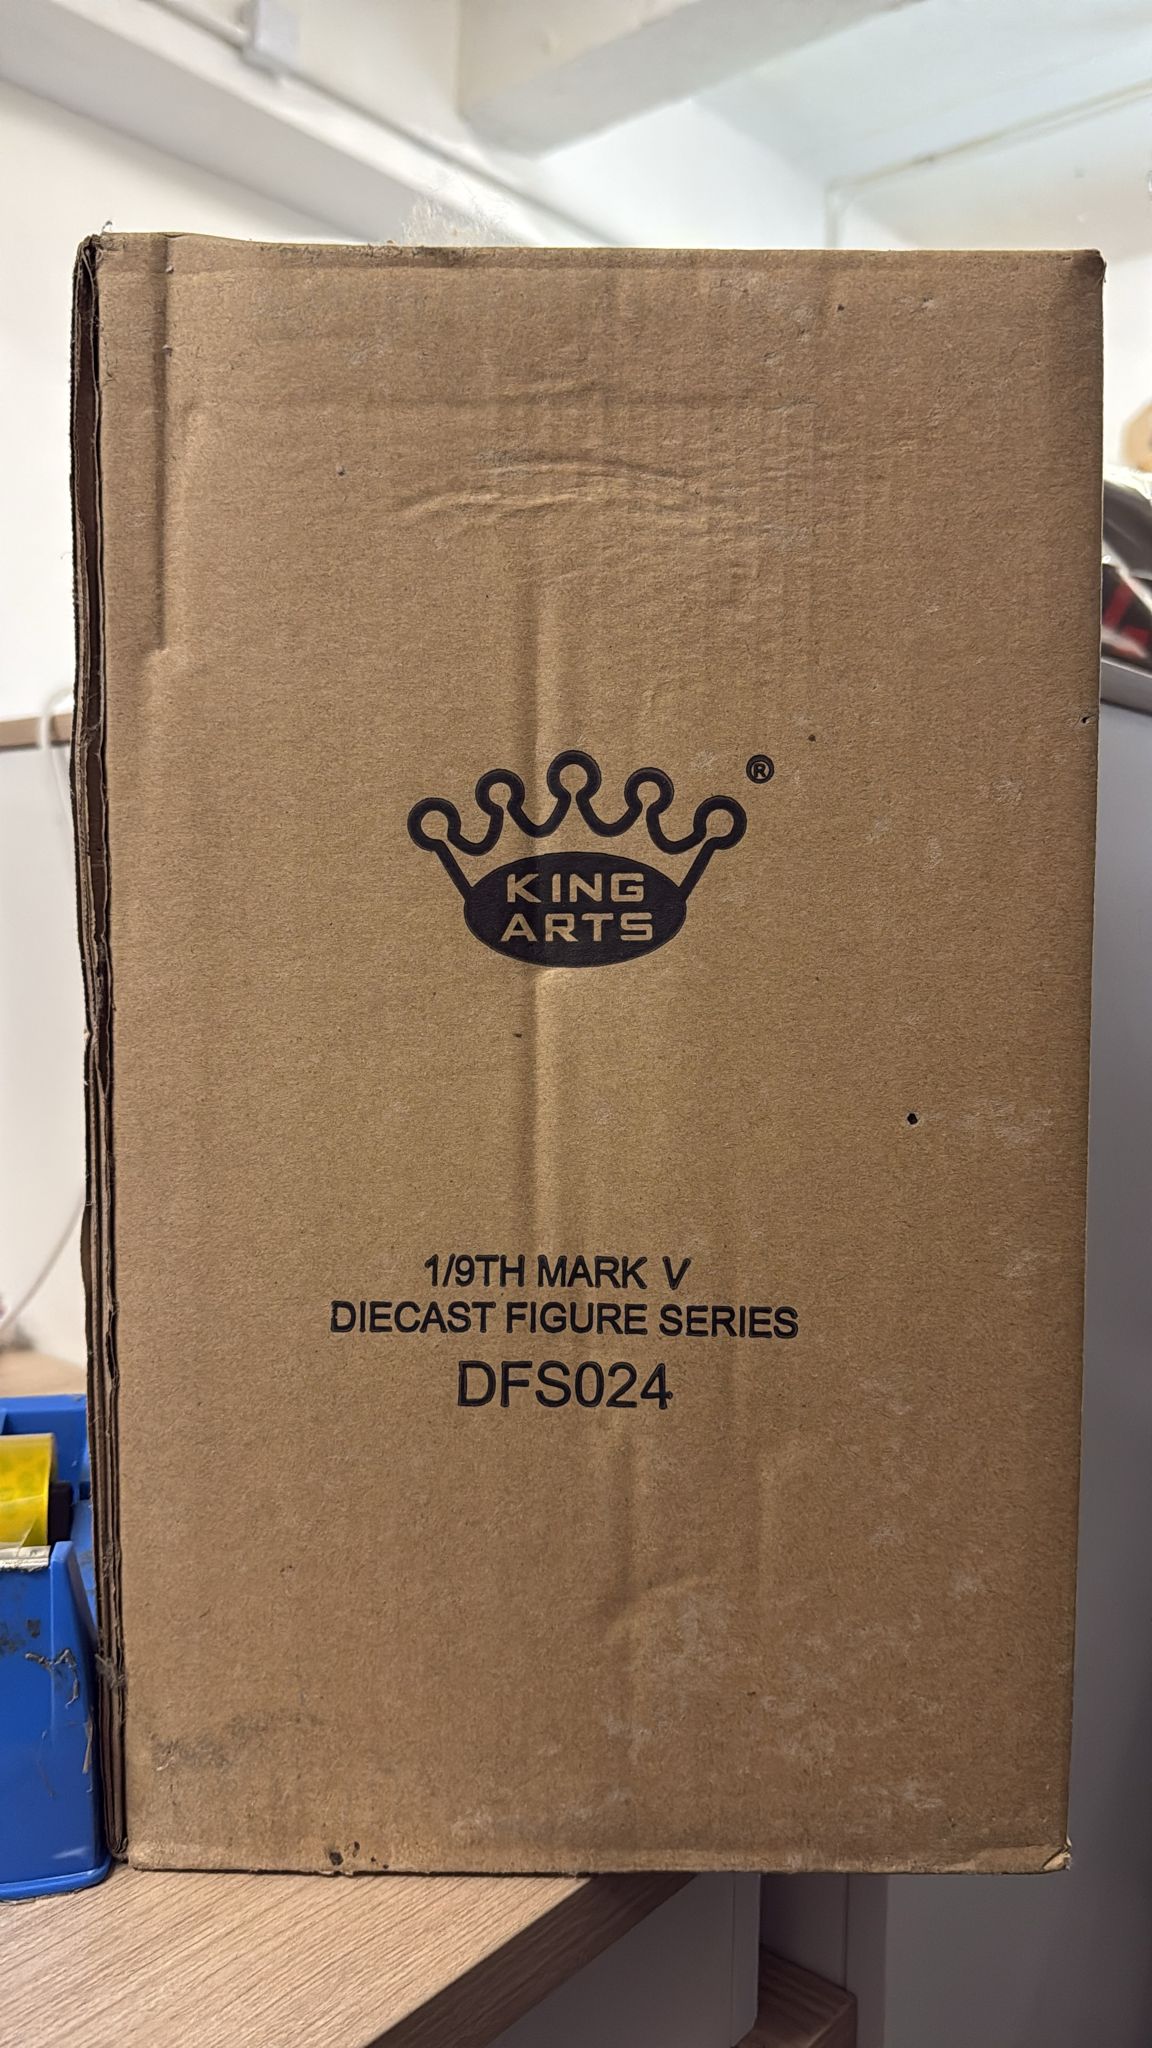 ®
KING
ARTS
1/9TH MARK V
DIECAST FIGURE SERIES
DFS024